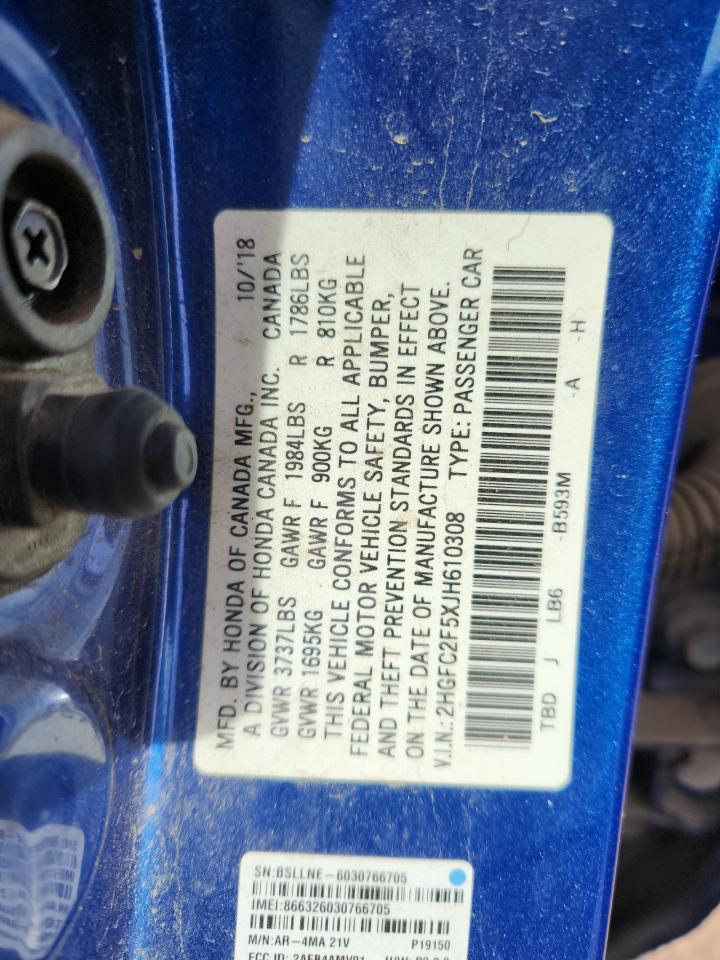 MFD. BY HONDA OF CANADA MFG., 10/'18
A DIVISION OF HONDA CANADA INC. CANADA
GVWR 3737LBS GAWR F 1984LBS R 1786LBS
GVWR 1695KG GAWR F 900KG R 810KG
THIS VEHICLE CONFORMS TO ALL APPLICABLE
FEDERAL MOTOR VEHICLE SAFETY, BUMPER,
AND THEFT PREVENTION STANDARDS IN EFFECT
ON THE DATE OF MANUFACTURE SHOWN ABOVE.
V.I.N.:2HGFC2F5XJH610308 TYPE: PASSENGER CAR
TBD J LB6 -B593M -A -H
SN:BSLLNE-6030766705
IMEI:866326030766705
M/N:AR-4MA 21V P19150
FCC ID: